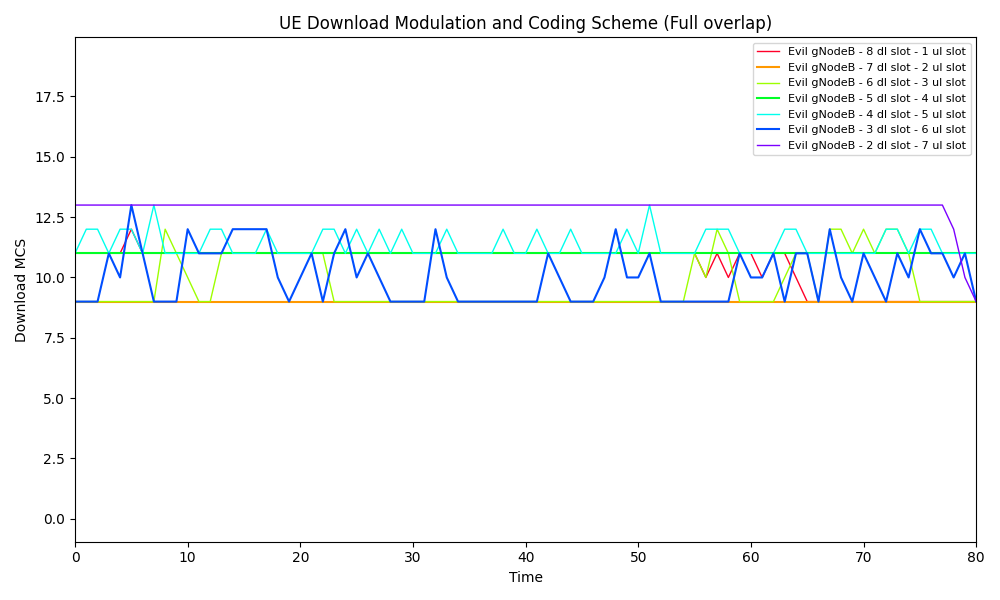 UE Download Modulation and Coding Scheme (Full overlap)
Evil gNodeB - 8 dl slot - 1 ul slot
Evil gNodeB - 7 dl slot - 2 ul slot
Evil gNodeB - 6 dl slot - 3 ul slot
Evil gNodeB - 5 dl slot - 4 ul slot
Evil gNodeB - 4 dl slot - 5 ul slot
Evil gNodeB - 3 dl slot - 6 ul slot
Evil gNodeB - 2 dl slot - 7 ul slot
Download MCS
17.5
15.0
12.5
10.0
7.5
5.0
2.5
0.0
0 10 20 30 40 50 60 70 80
Time